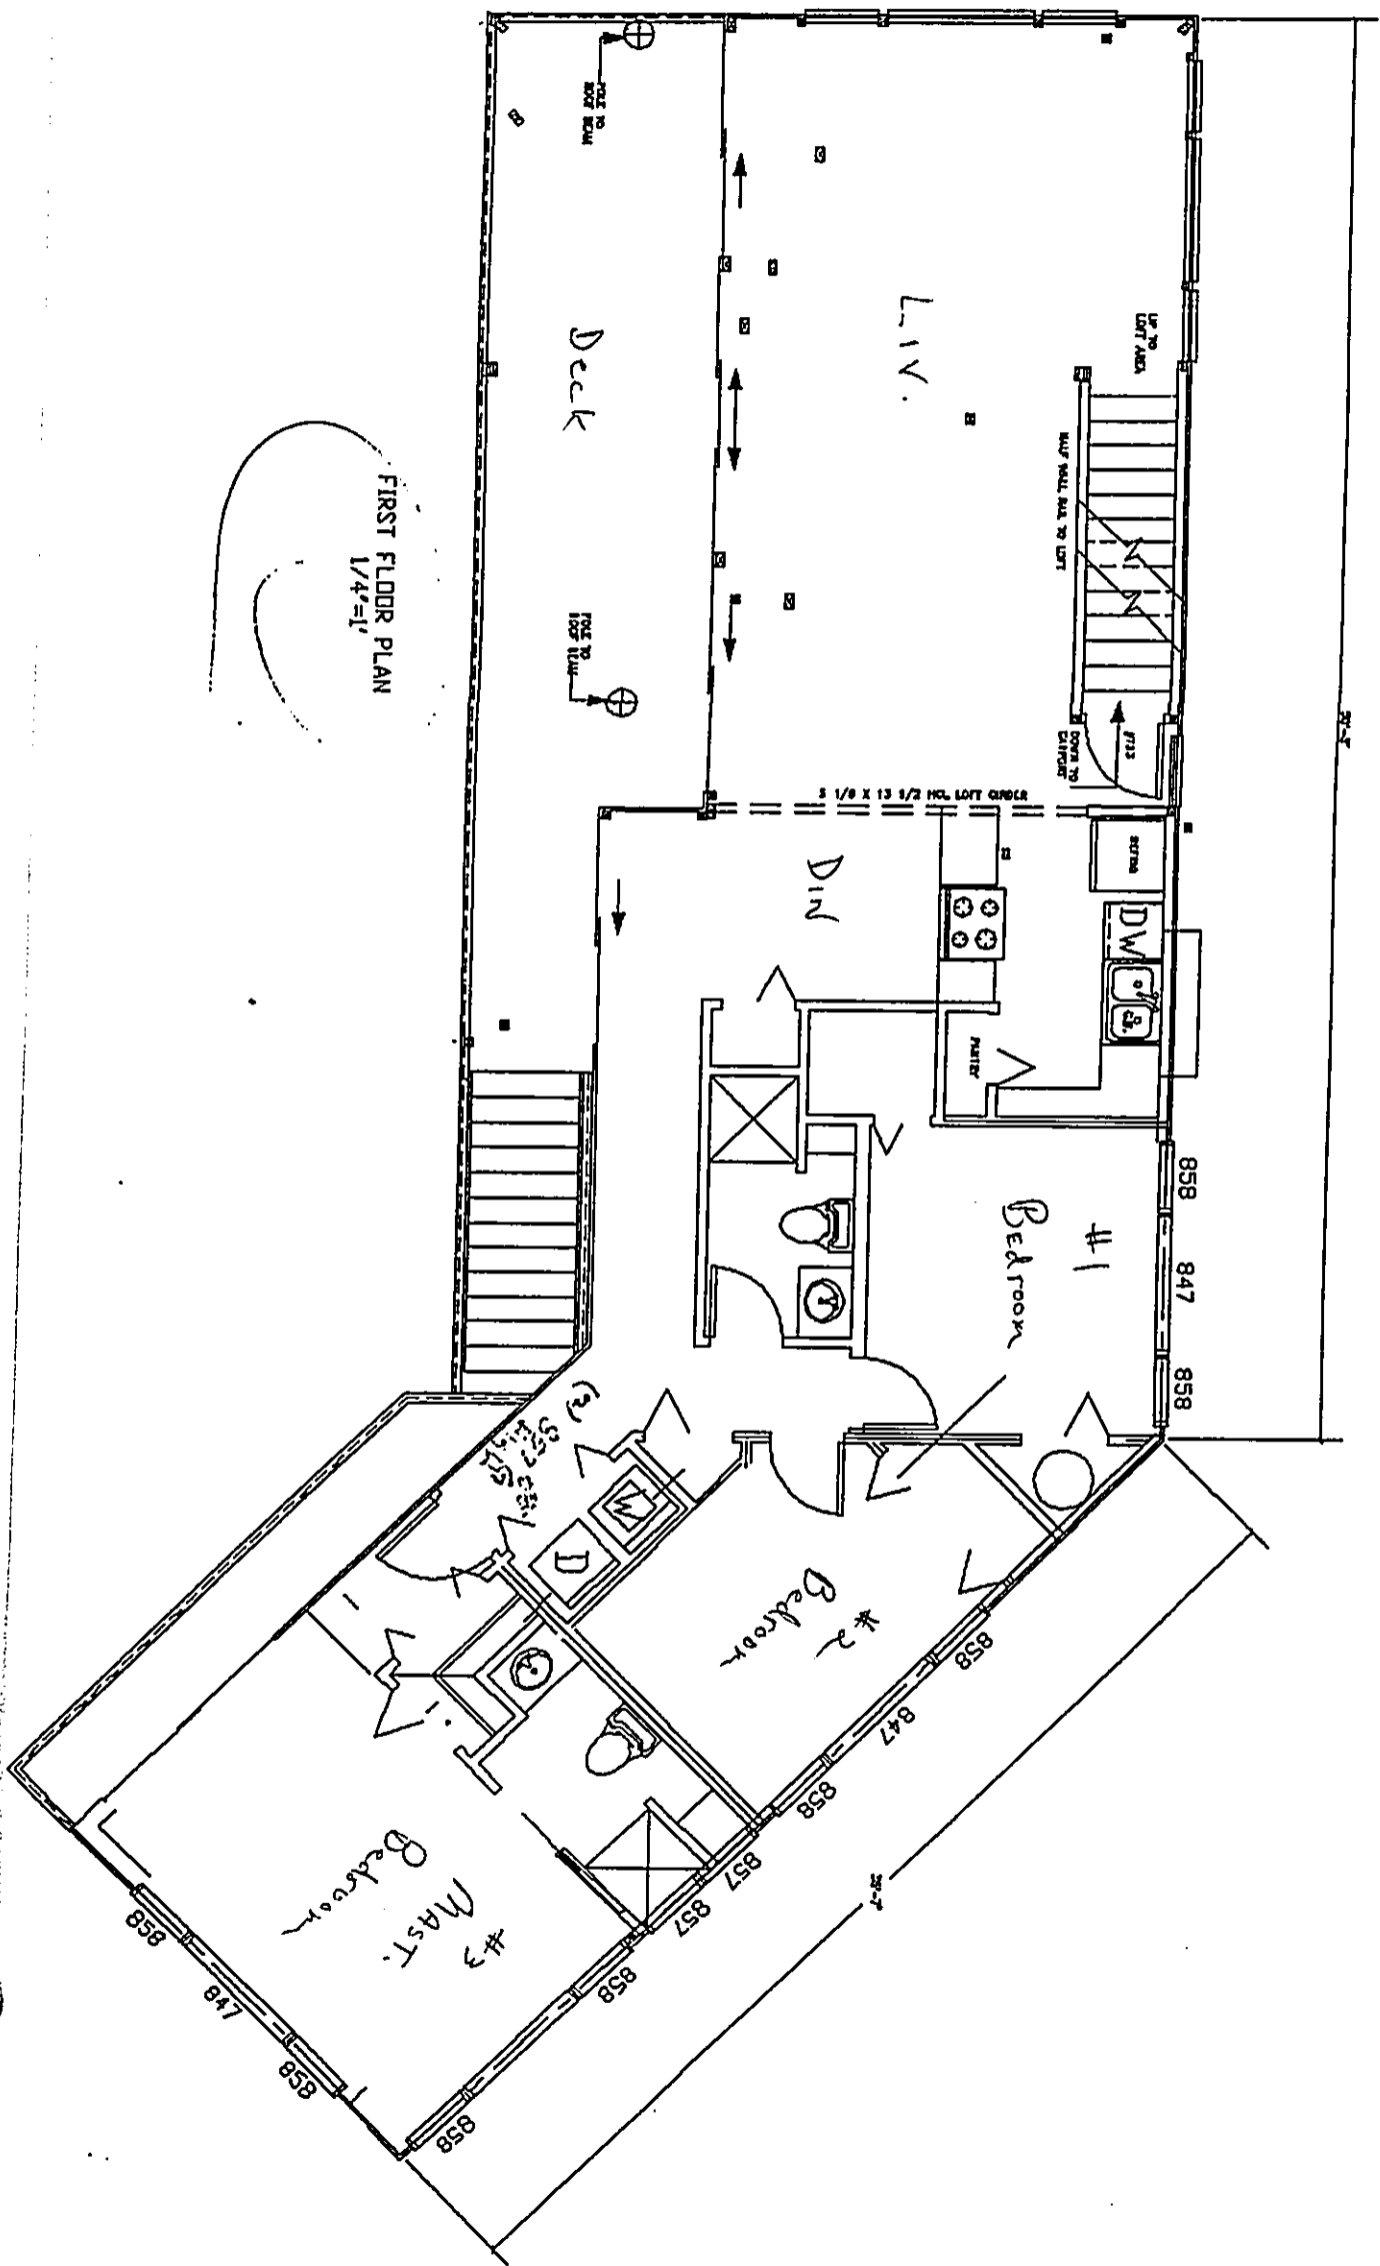 POLE TO
ROOF BEAM
Deck
LIV.
UP TO
LOFT AREA
HALF WALL RAIL TO LOFT
FIRST FLOOR PLAN
1/4"=1'
POLE TO
ROOF BEAM
DOWN TO
CARPORT
5 1/8 X 13 1/2 MCL LOFT GIRDER
DIN
REFRG
DW
PANTRY
#1
Bedroom
858
847
858
(2)
W
D
#2
Bedroom
858
847
858
857
857
858
858
#3
MAST.
Bedroom
858
847
858